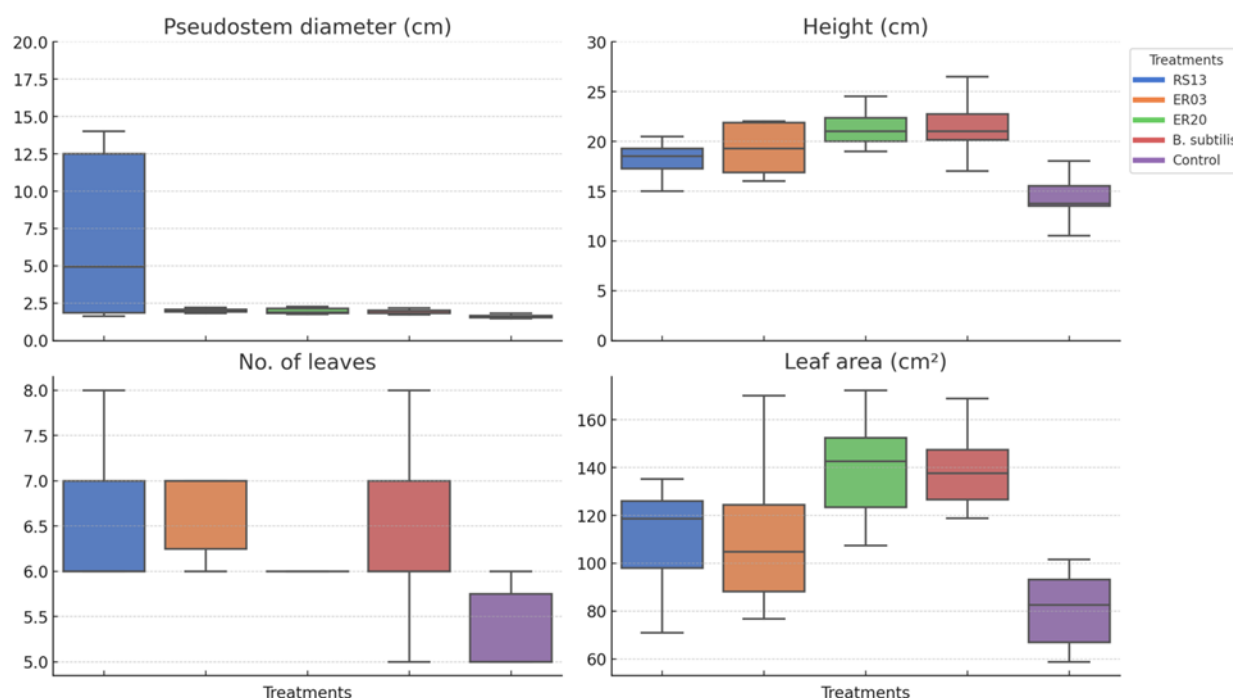 Pseudostem diameter (cm)
20.0
17.5
15.0
12.5
10.0
7.5
5.0
2.5
0.0
Height (cm)
30
25
20
15
10
5
0
Treatments
RS13
ER03
ER20
B. subtilis
Control
No. of leaves
8.0
7.5
7.0
6.5
6.0
5.5
5.0
Treatments
Leaf area (cm²)
160
140
120
100
80
60
Treatments